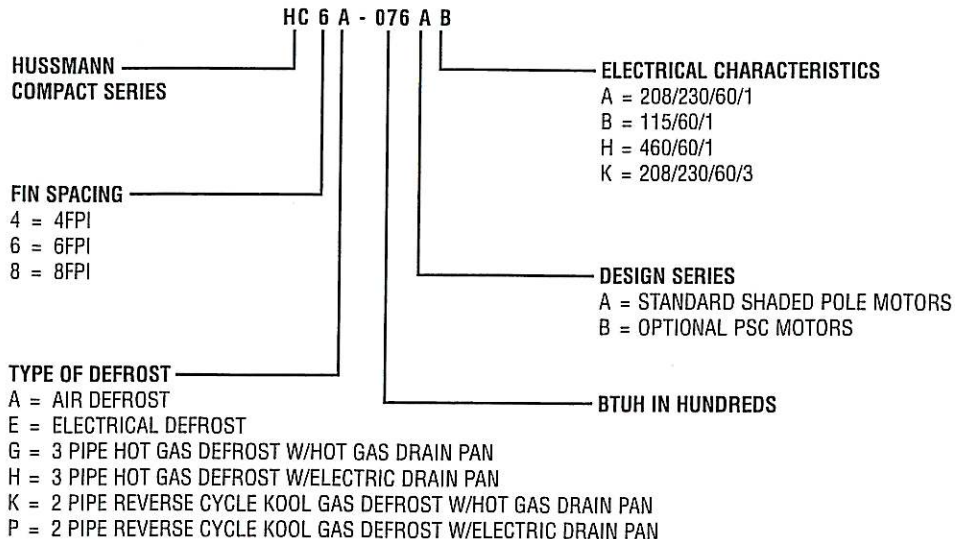 HC 6 A - 076 A B
HUSSMANN
COMPACT SERIES
FIN SPACING
4 = 4FPI
6 = 6FPI
8 = 8FPI
TYPE OF DEFROST
A = AIR DEFROST
E = ELECTRICAL DEFROST
G = 3 PIPE HOT GAS DEFROST W/HOT GAS DRAIN PAN
H = 3 PIPE HOT GAS DEFROST W/ELECTRIC DRAIN PAN
K = 2 PIPE REVERSE CYCLE KOOL GAS DEFROST W/HOT GAS DRAIN PAN
P = 2 PIPE REVERSE CYCLE KOOL GAS DEFROST W/ELECTRIC DRAIN PAN
ELECTRICAL CHARACTERISTICS
A = 208/230/60/1
B = 115/60/1
H = 460/60/1
K = 208/230/60/3
DESIGN SERIES
A = STANDARD SHADED POLE MOTORS
B = OPTIONAL PSC MOTORS
BTUH IN HUNDREDS